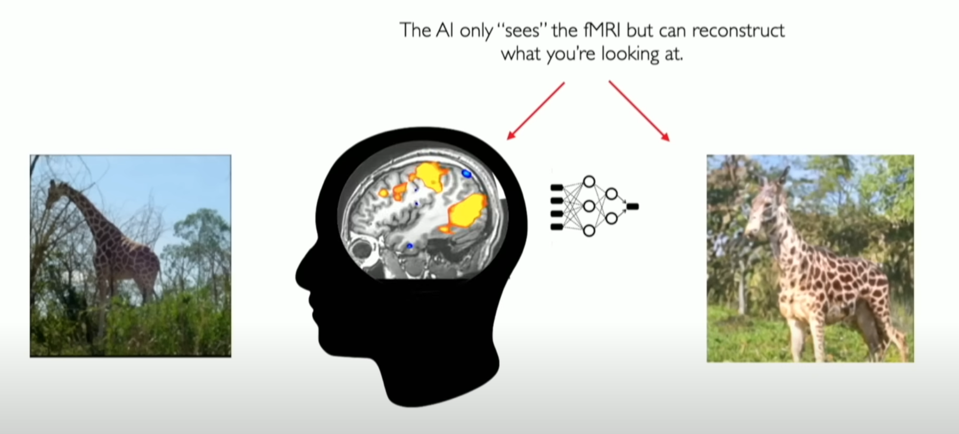 The AI only "sees" the fMRI but can reconstruct
what you're looking at.